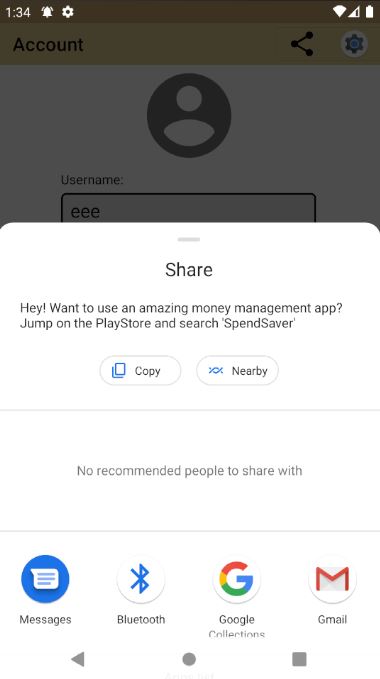 1:34
Account
Username:
eee
Share
Hey! Want to use an amazing money management app?
Jump on the PlayStore and search 'SpendSaver'
Copy
Nearby
No recommended people to share with
Messages
Bluetooth
Google
Collections
Gmail